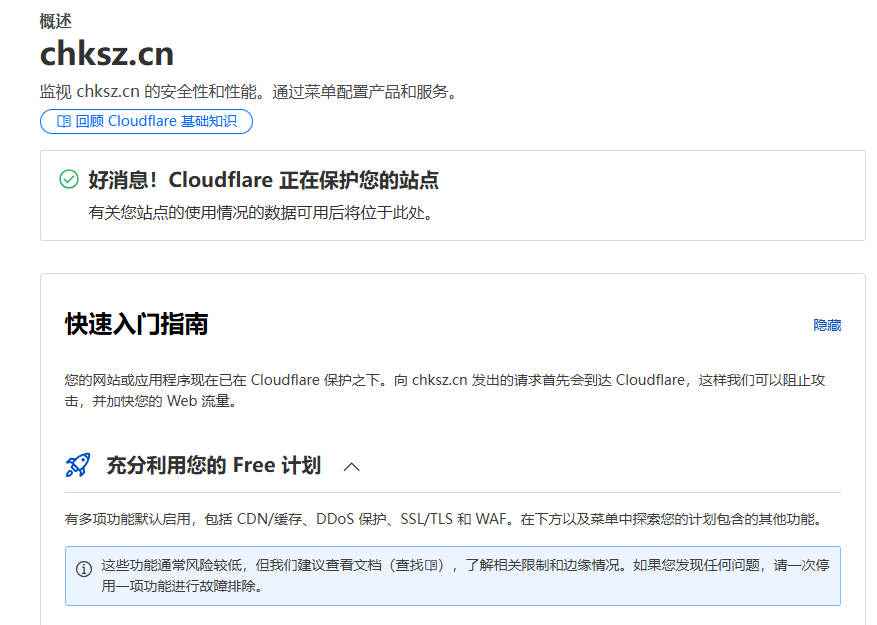 概述
chksz.cn
监视 chksz.cn 的安全性和性能。通过菜单配置产品和服务。
回顾 Cloudflare 基础知识
好消息！Cloudflare 正在保护您的站点
有关您站点的使用情况的数据可用后将位于此处。
快速入门指南
隐藏
您的网站或应用程序现在已在 Cloudflare 保护之下。向 chksz.cn 发出的请求首先会到达 Cloudflare，这样我们可以阻止攻
击，并加快您的 Web 流量。
充分利用您的 Free 计划
有多项功能默认启用，包括 CDN/缓存、DDoS 保护、SSL/TLS 和 WAF。在下方以及菜单中探索您的计划包含的其他功能。
这些功能通常风险较低，但我们建议查看文档（查找），了解相关限制和边缘情况。如果您发现任何问题，请一次停
用一项功能进行故障排除。